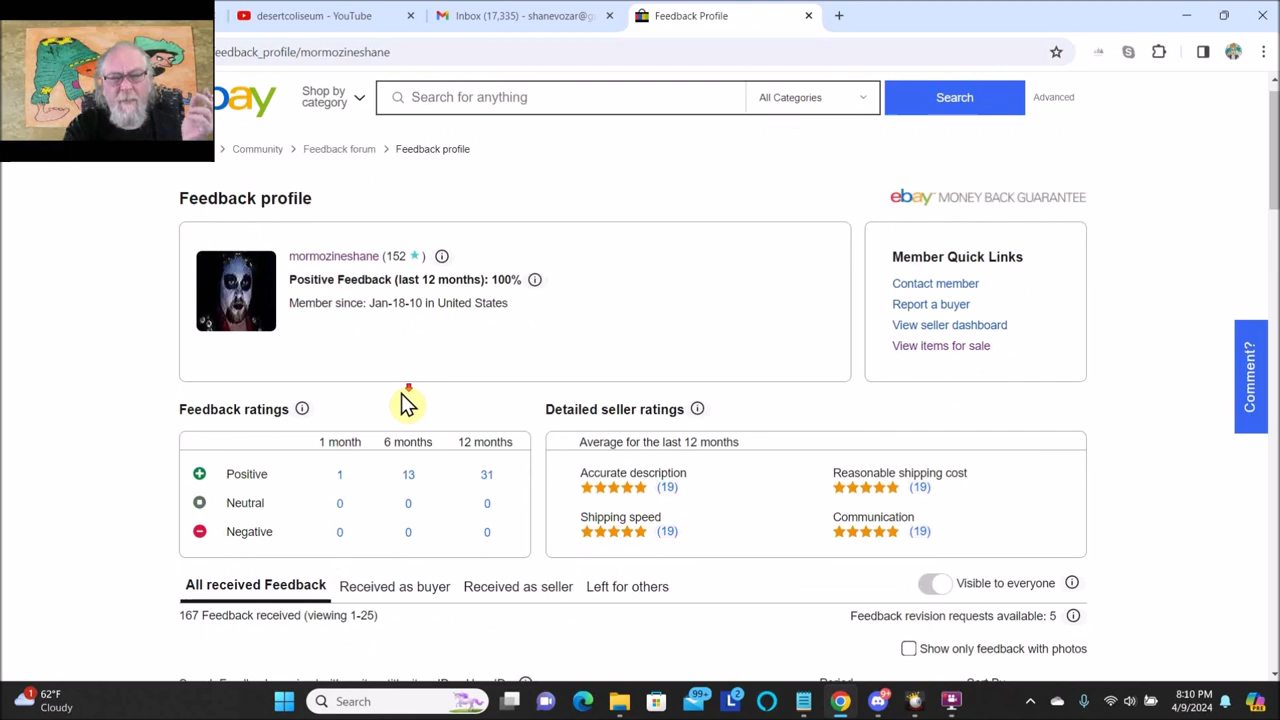 desertcoliseum - YouTube
Inbox (17,335) - shanevozar@g
Feedback Profile
eedback_profile/mormozineshane
bay
Shop by
category
Search for anything
All Categories
Search
Advanced
Community
Feedback forum
Feedback profile
Feedback profile
ebay MONEY BACK GUARANTEE
mormozineshane (152 )
Positive Feedback (last 12 months): 100%
Member since: Jan-18-10 in United States
Member Quick Links
Contact member
Report a buyer
View seller dashboard
View items for sale
Comment?
Feedback ratings
1 month 6 months 12 months
Positive 1 13 31
Neutral 0 0 0
Negative 0 0 0
Detailed seller ratings
Average for the last 12 months
Accurate description
(19)
Reasonable shipping cost
(19)
Shipping speed
(19)
Communication
(19)
All received Feedback
Received as buyer
Received as seller
Left for others
Visible to everyone
167 Feedback received (viewing 1-25)
Feedback revision requests available: 5
Show only feedback with photos
Period
Sort By
1
62°F
Cloudy
Search
99+
L2
9+
8:10 PM
4/9/2024